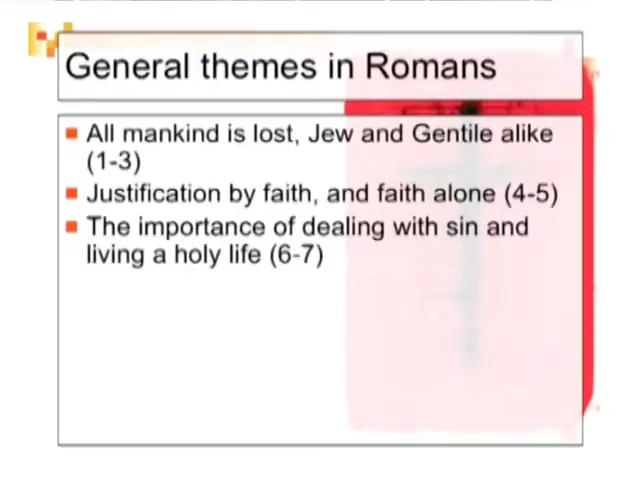 General themes in Romans
All mankind is lost, Jew and Gentile alike
(1-3)
Justification by faith, and faith alone (4-5)
The importance of dealing with sin and
living a holy life (6-7)